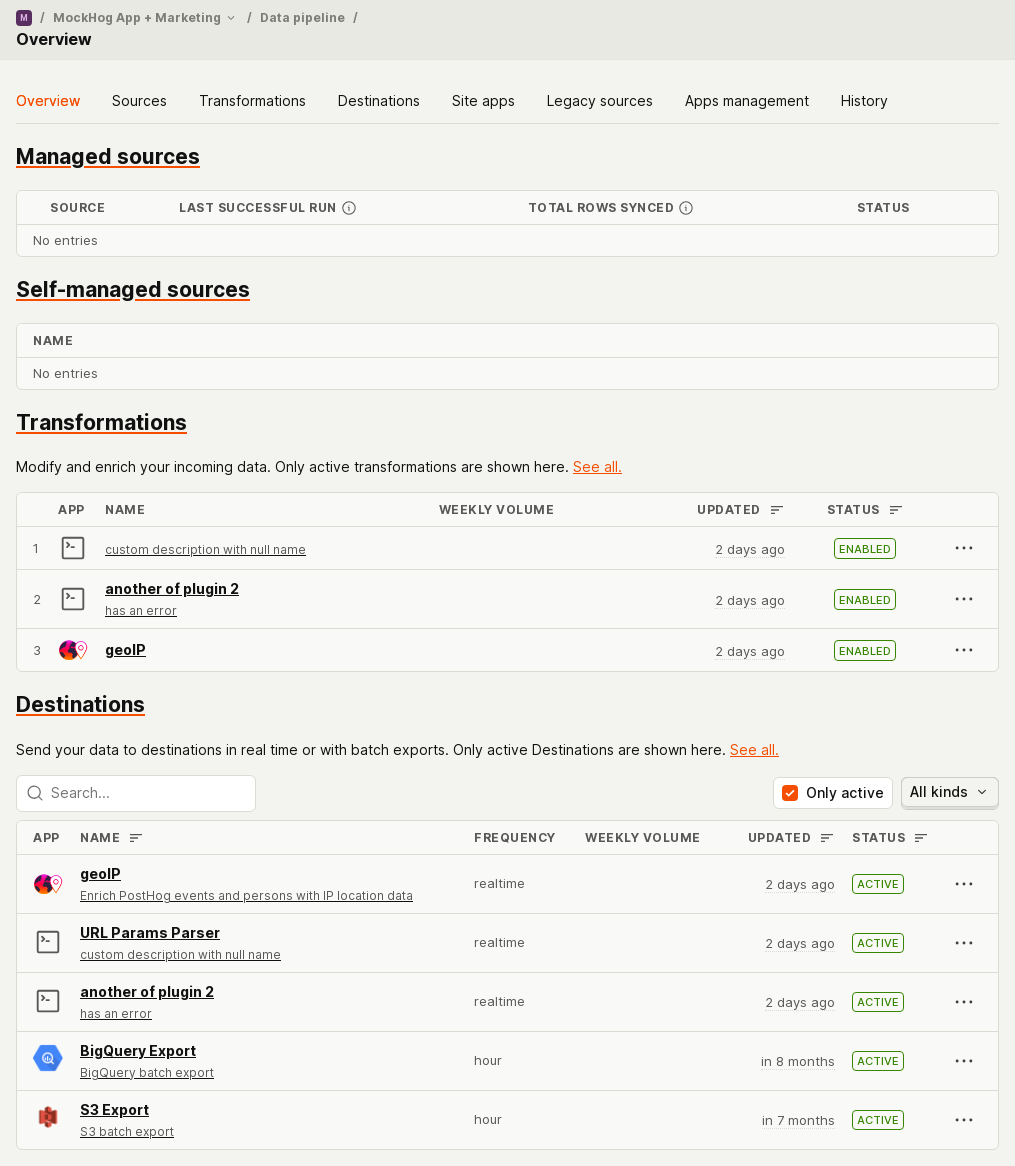 M / MockHog App + Marketing / Data pipeline /
Overview
Overview Sources Transformations Destinations Site apps Legacy sources Apps management History
Managed sources
SOURCE LAST SUCCESSFUL RUN TOTAL ROWS SYNCED STATUS
No entries
Self-managed sources
NAME
No entries
Transformations
Modify and enrich your incoming data. Only active transformations are shown here. See all.
APP NAME WEEKLY VOLUME UPDATED STATUS
1 custom description with null name 2 days ago ENABLED
another of plugin 2
2 has an error 2 days ago ENABLED
3 geoIP 2 days ago ENABLED
Destinations
Send your data to destinations in real time or with batch exports. Only active Destinations are shown here. See all.
Search... Only active All kinds
APP NAME FREQUENCY WEEKLY VOLUME UPDATED STATUS
geoIP realtime 2 days ago ACTIVE
Enrich PostHog events and persons with IP location data
URL Params Parser realtime 2 days ago ACTIVE
custom description with null name
another of plugin 2 realtime 2 days ago ACTIVE
has an error
BigQuery Export hour in 8 months ACTIVE
BigQuery batch export
S3 Export hour in 7 months ACTIVE
S3 batch export